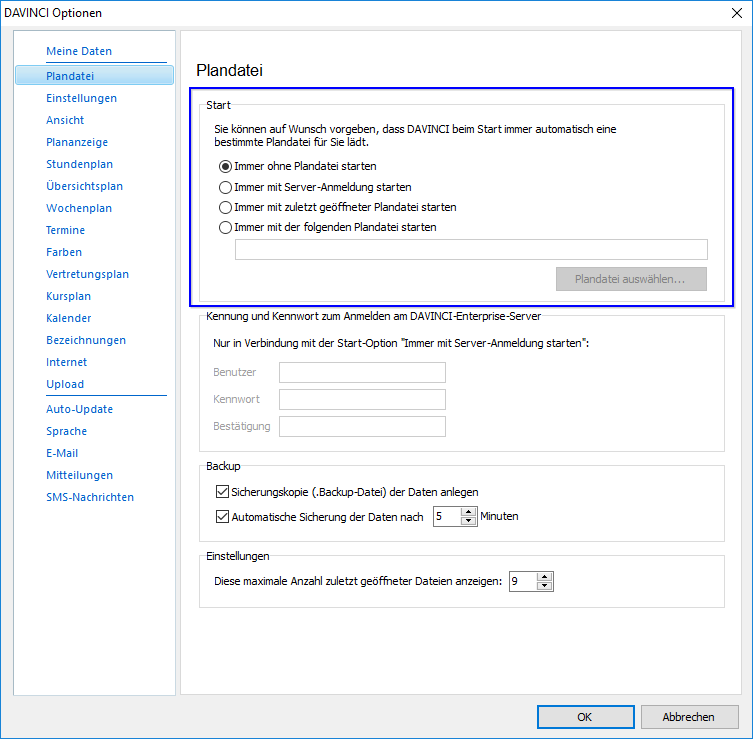 DAVINCI Optionen
Meine Daten
Plandatei
Einstellungen
Ansicht
Plananzeige
Stundenplan
Übersichtsplan
Wochenplan
Termine
Farben
Vertretungsplan
Kursplan
Kalender
Bezeichnungen
Internet
Upload
Auto-Update
Sprache
E-Mail
Mitteilungen
SMS-Nachrichten
Plandatei
Start
Sie können auf Wunsch vorgeben, dass DAVINCI beim Start immer automatisch eine
bestimmte Plandatei für Sie lädt.
Immer ohne Plandatei starten
Immer mit Server-Anmeldung starten
Immer mit zuletzt geöffneter Plandatei starten
Immer mit der folgenden Plandatei starten
Plandatei auswählen...
Kennung und Kennwort zum Anmelden am DAVINCI-Enterprise-Server
Nur in Verbindung mit der Start-Option "Immer mit Server-Anmeldung starten":
Benutzer
Kennwort
Bestätigung
Backup
Sicherungskopie (.Backup-Datei) der Daten anlegen
Automatische Sicherung der Daten nach 5 Minuten
Einstellungen
Diese maximale Anzahl zuletzt geöffneter Dateien anzeigen: 9
OK
Abbrechen